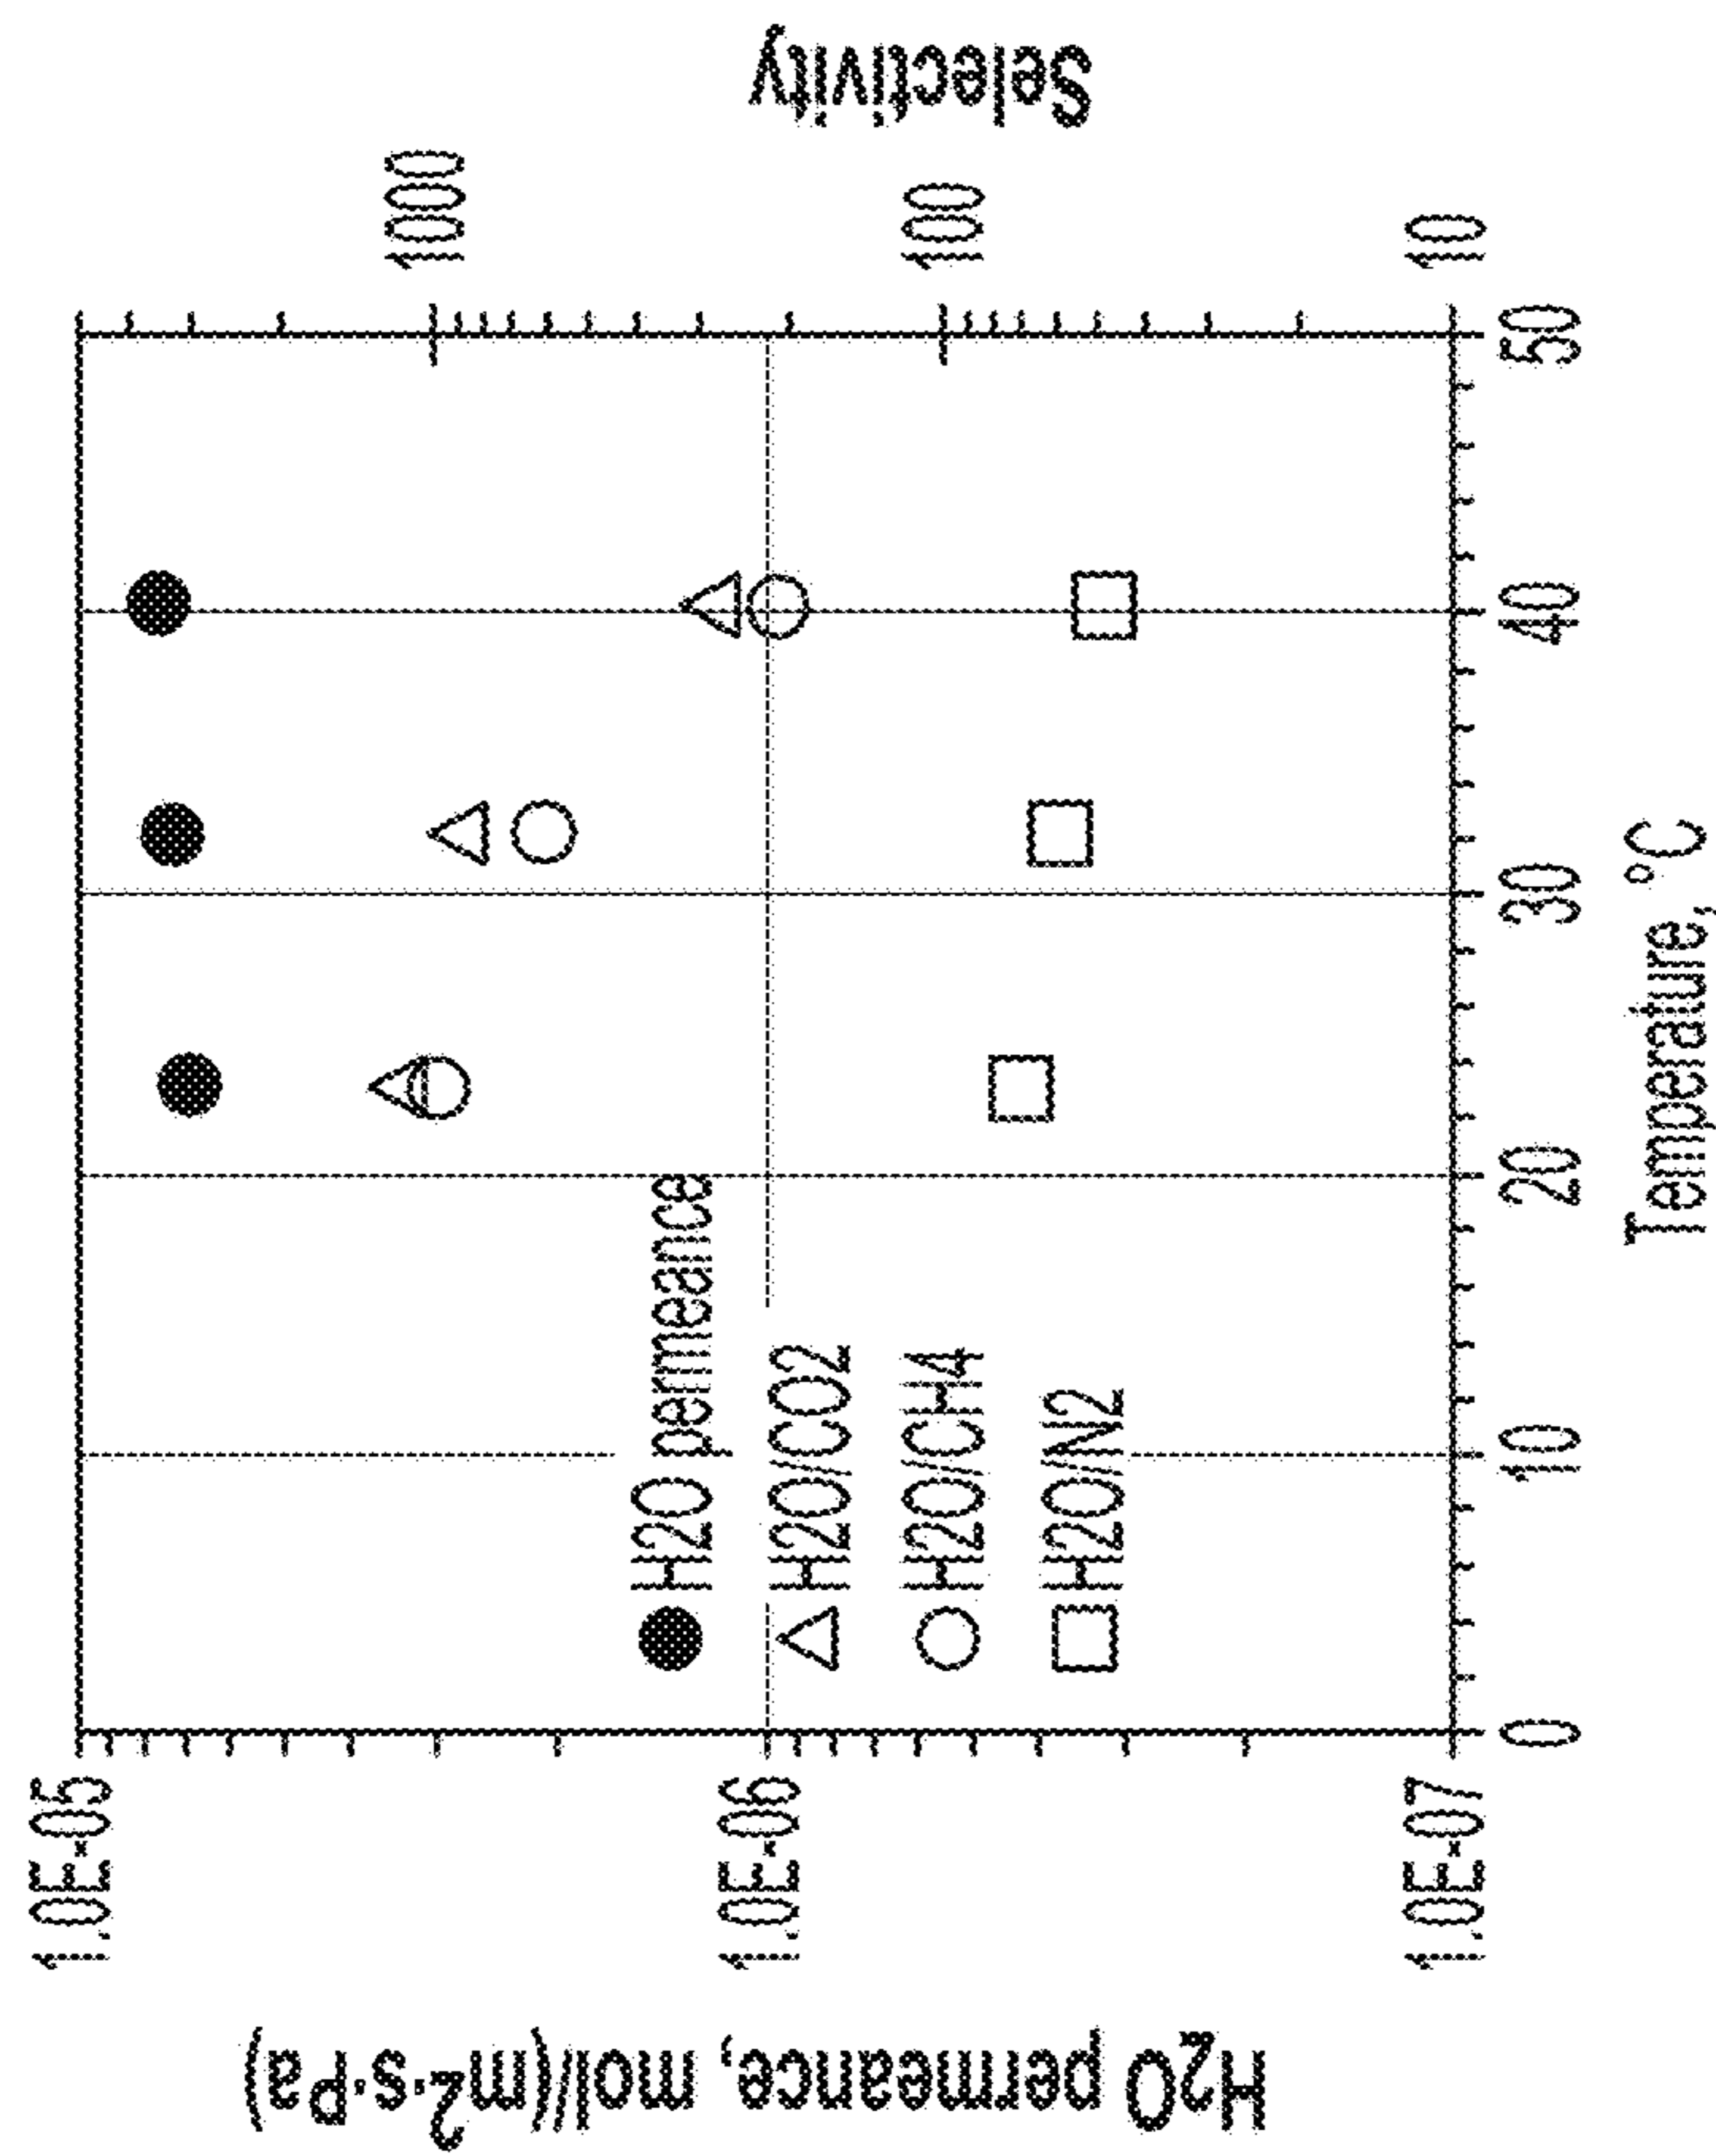 H2O permeance, mol/(m2·s·Pa)
1.0E-05
1.0E-06
1.0E-07
H2O permeance
H2O/CO2
H2O/CH4
H2O/N2
0
10
20
30
40
50
Temperature, °C
1000
100
10
Selectivity